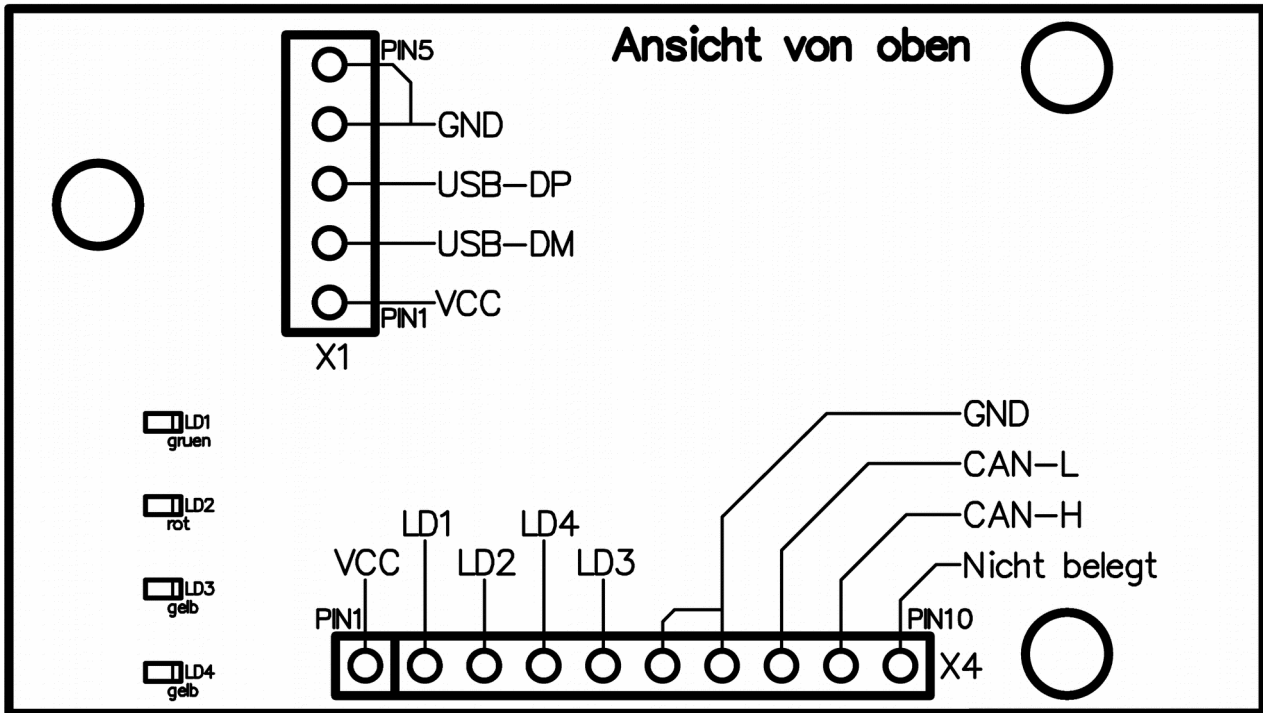 Ansicht von oben
PIN5
GND
USB-DP
USB-DM
VCC
PIN1
X1
LD1
gruen
LD2
rot
LD3
gelb
LD4
gelb
GND
CAN-L
CAN-H
Nicht belegt
LD1
LD4
VCC
LD2
LD3
PIN1
PIN10
X4